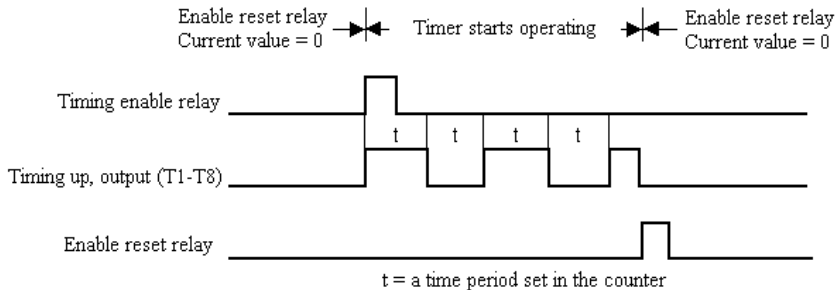 Enable reset relay
Current value = 0
Timer starts operating
Enable reset relay
Current value = 0
Timing enable relay
t
t
t
t
Timing up, output (T1-T8)
Enable reset relay
t = a time period set in the counter